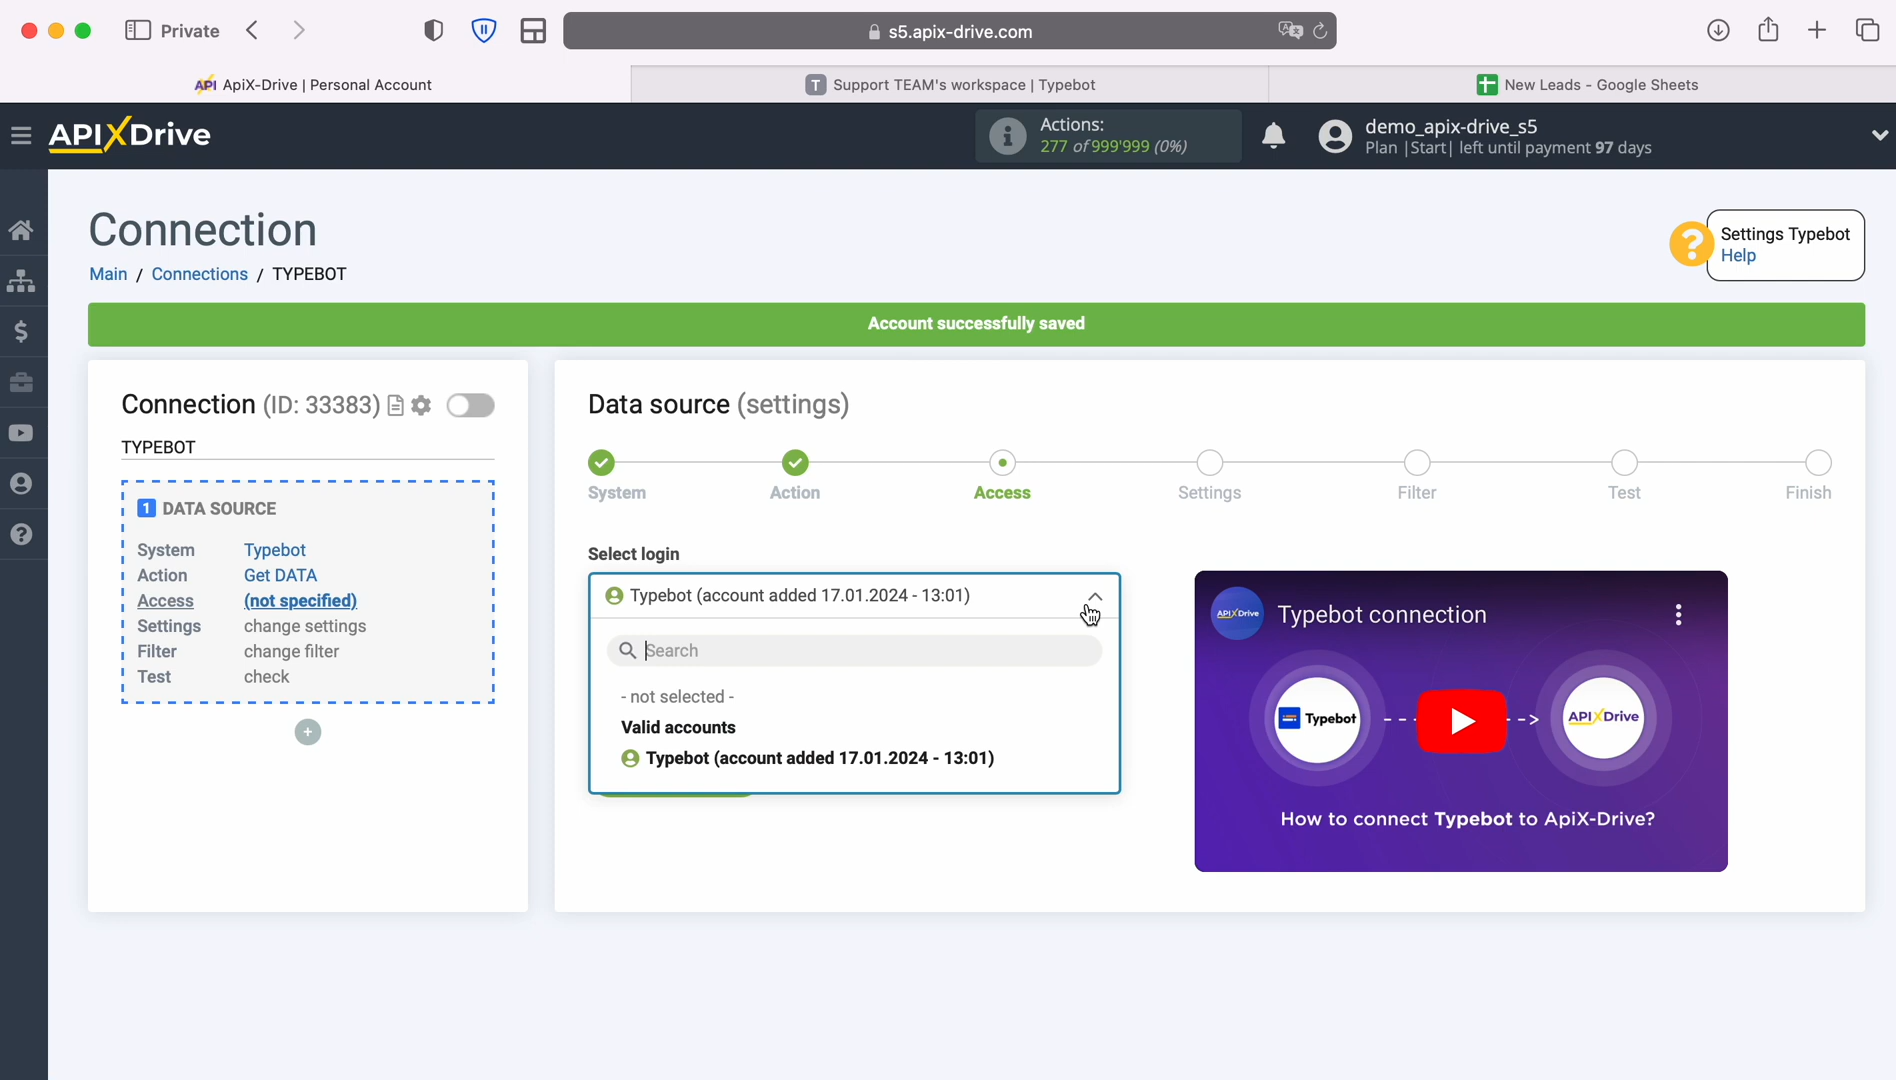 Private
s5.apix-drive.com
API ApiX-Drive | Personal Account
T Support TEAM's workspace | Typebot
New Leads - Google Sheets
APIXDrive
Actions:
277 of 999'999 (0%)
demo_apix-drive_s5
Plan |Start| left until payment 97 days
Connection
Main / Connections / TYPEBOT
Settings Typebot
Help
Account successfully saved
Connection (ID: 33383)
TYPEBOT
1 DATA SOURCE
System Typebot
Action Get DATA
Access (not specified)
Settings change settings
Filter change filter
Test check
Data source (settings)
System
Action
Access
Settings
Filter
Test
Finish
Select login
Typebot (account added 17.01.2024 - 13:01)
Search
- not selected -
Valid accounts
Typebot (account added 17.01.2024 - 13:01)
APIXDrive
Typebot connection
Typebot
APIXDrive
How to connect Typebot to ApiX-Drive?